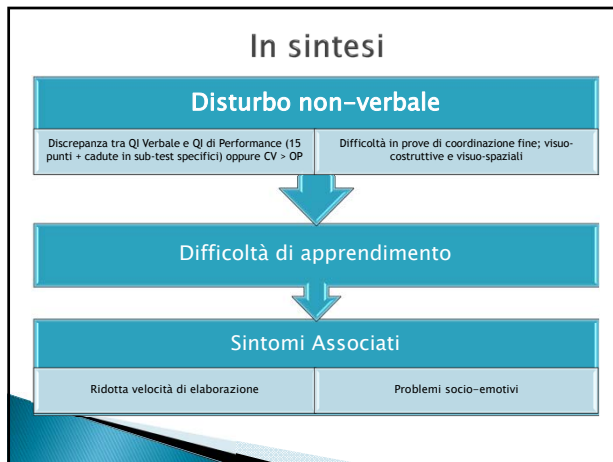 In sintesi
Disturbo non-verbale
Discrepanza tra QI Verbale e QI di Performance (15
punti + cadute in sub-test specifici) oppure CV > OP
Difficoltà in prove di coordinazione fine; visuo-
costruttive e visuo-spaziali
Difficoltà di apprendimento
Sintomi Associati
Ridotta velocità di elaborazione
Problemi socio-emotivi